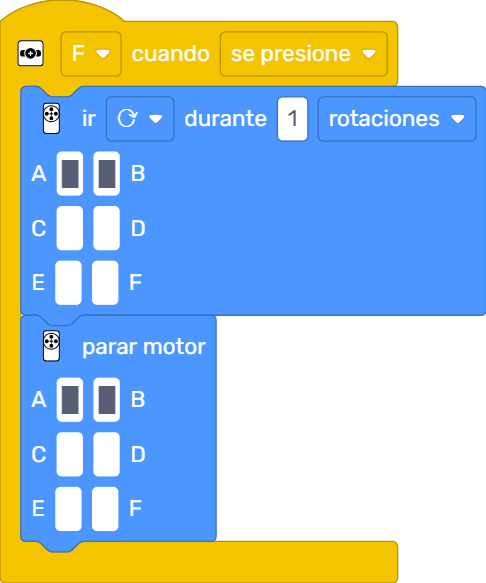 F cuando se presione
ir durante 1 rotaciones
A B
C D
E F
parar motor
A B
C D
E F